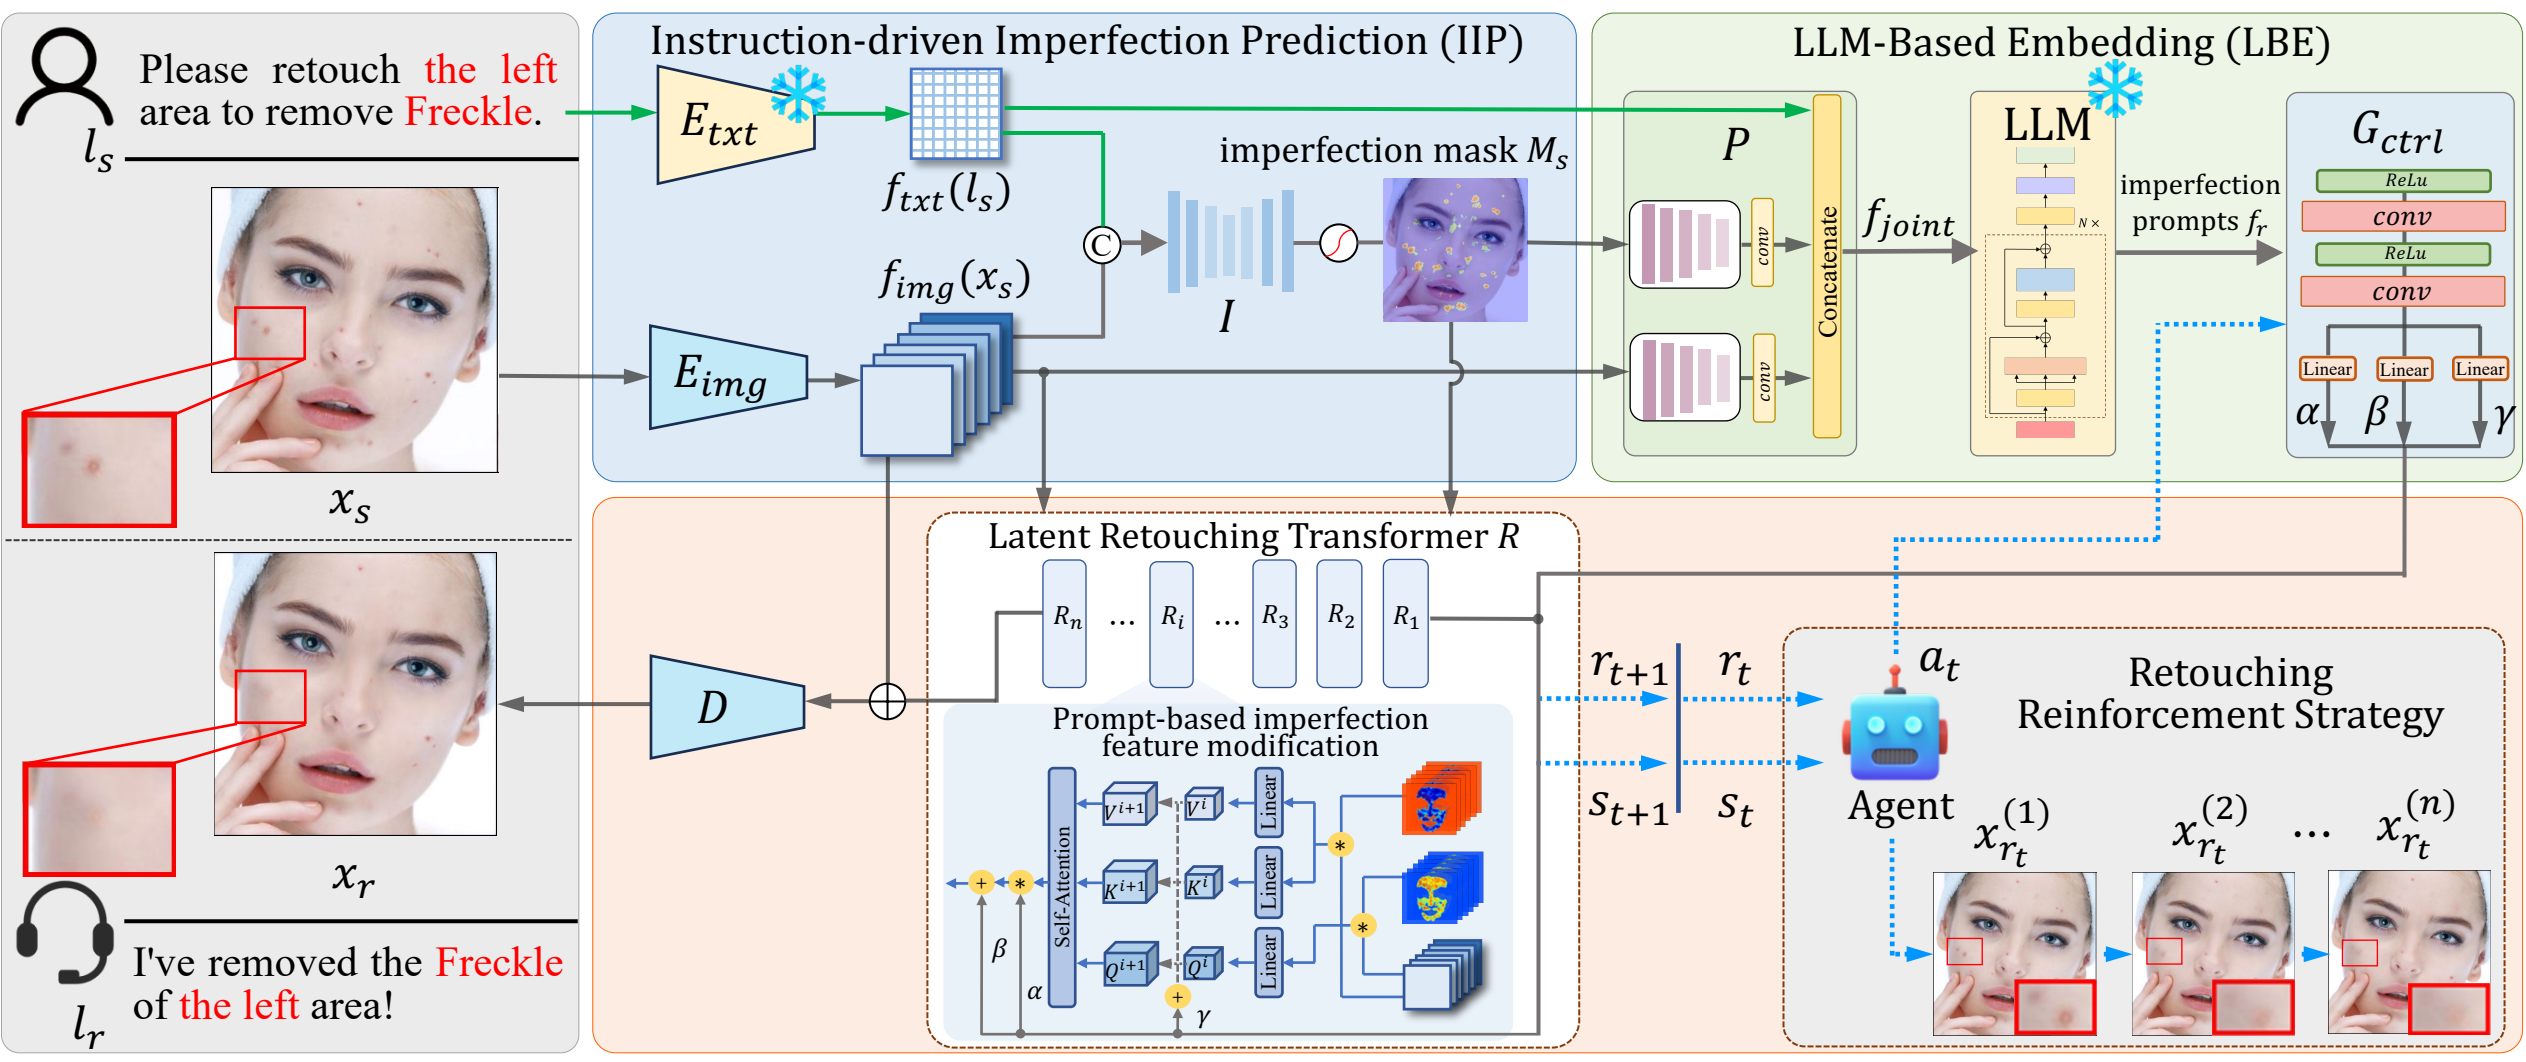 Please retouch the left
area to remove Freckle.
l_s
x_s
x_r
I've removed the Freckle
of the left area!
l_r
Instruction-driven Imperfection Prediction (IIP)
E_txt
f_txt(l_s)
imperfection mask M_s
C
f_img(x_s)
I
E_img
LLM-Based Embedding (LBE)
P
conv
conv
Concatenate
f_joint
LLM
N×
imperfection
prompts f_r
G_ctrl
ReLu
conv
ReLu
conv
Linear Linear Linear
α β γ
Latent Retouching Transformer R
R_n ... R_i ... R_3 R_2 R_1
D
Prompt-based imperfection
feature modification
Self-Attention
V^{i+1} V^i Linear
K^{i+1} K^i Linear
Q^{i+1} Q^i Linear
+ * * *
+
β
α
γ
r_{t+1} r_t
s_{t+1} s_t
a_t
Agent
Retouching
Reinforcement Strategy
x_{r_t}^{(1)} x_{r_t}^{(2)} ... x_{r_t}^{(n)}